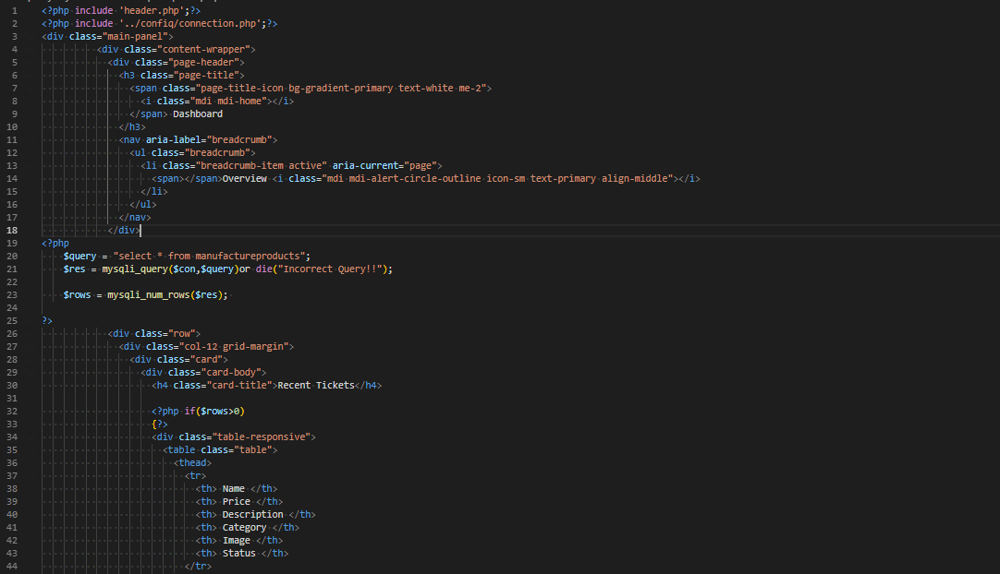 1 <?php include 'header.php';?>
2 <?php include '../confiq/connection.php';?>
3 <div class="main-panel">
4 <div class="content-wrapper">
5 <div class="page-header">
6 <h3 class="page-title">
7 <span class="page-title-icon bg-gradient-primary text-white me-2">
8 <i class="mdi mdi-home"></i>
9 </span> Dashboard
10 </h3>
11 <nav aria-label="breadcrumb">
12 <ul class="breadcrumb">
13 <li class="breadcrumb-item active" aria-current="page">
14 <span></span>Overview <i class="mdi mdi-alert-circle-outline icon-sm text-primary align-middle"></i>
15 </li>
16 </ul>
17 </nav>
18 </div>
19 <?php
20 $query = "select * from manufactureproducts";
21 $res = mysqli_query($con,$query)or die("Incorrect Query!!");
22
23 $rows = mysqli_num_rows($res);
24
25 ?>
26 <div class="row">
27 <div class="col-12 grid-margin">
28 <div class="card">
29 <div class="card-body">
30 <h4 class="card-title">Recent Tickets</h4>
31
32 <?php if($rows>0)
33 {?>
34 <div class="table-responsive">
35 <table class="table">
36 <thead>
37 <tr>
38 <th> Name </th>
39 <th> Price </th>
40 <th> Description </th>
41 <th> Category </th>
42 <th> Image </th>
43 <th> Status </th>
44 </tr>